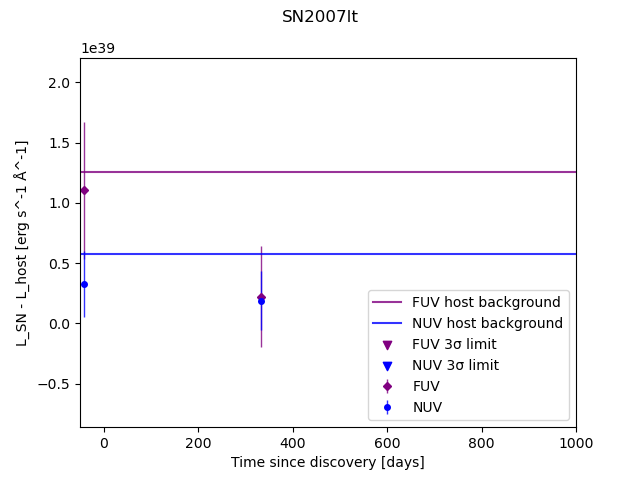 SN2007lt
1e39
2.0
1.5
1.0
0.5
0.0
−0.5
L_SN - L_host [erg s^-1 Å^-1]
FUV host background
NUV host background
FUV 3σ limit
NUV 3σ limit
FUV
NUV
0 200 400 600 800 1000
Time since discovery [days]